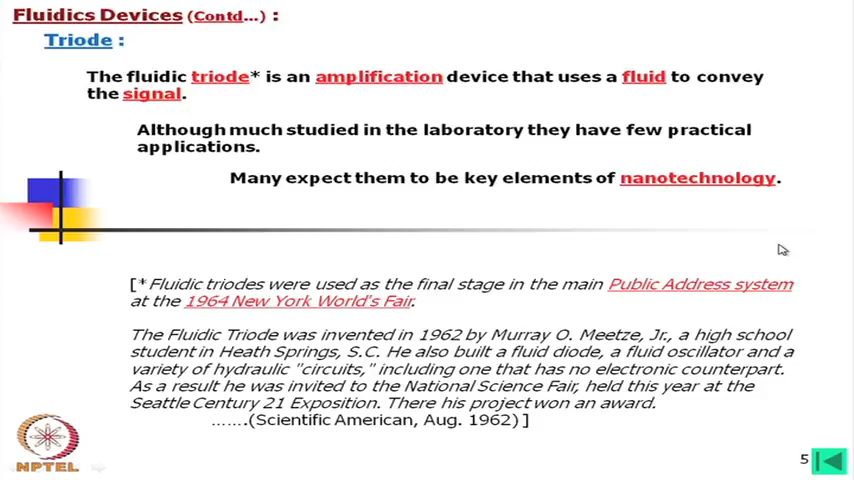 Fluidics Devices (Contd...) :
Triode :
The fluidic triode* is an amplification device that uses a fluid to convey
the signal.
Although much studied in the laboratory they have few practical
applications.
Many expect them to be key elements of nanotechnology.
[*Fluidic triodes were used as the final stage in the main Public Address system
at the 1964 New York World's Fair.
The Fluidic Triode was invented in 1962 by Murray O. Meetze, Jr., a high school
student in Heath Springs, S.C. He also built a fluid diode, a fluid oscillator and a
variety of hydraulic "circuits," including one that has no electronic counterpart.
As a result he was invited to the National Science Fair, held this year at the
Seattle Century 21 Exposition. There his project won an award.
.......(Scientific American, Aug. 1962)]
NPTEL
5